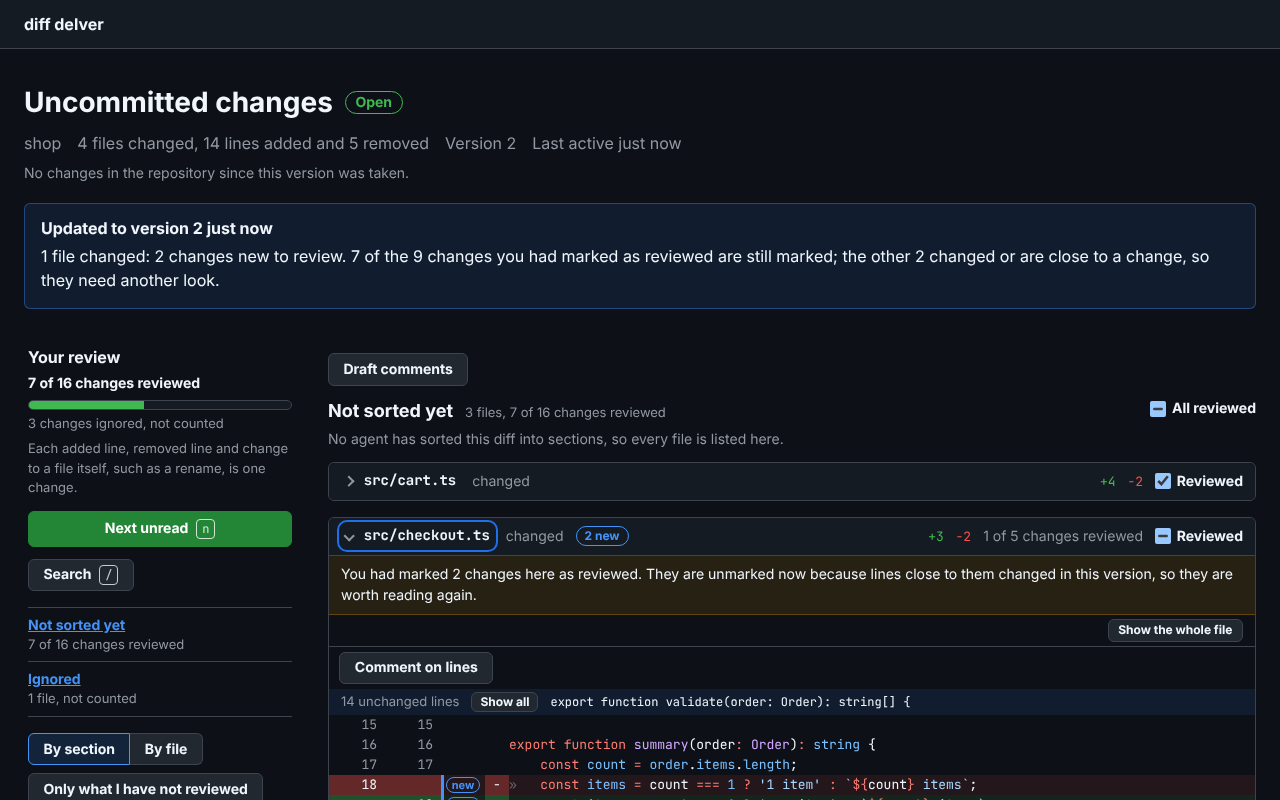 diff delver
Uncommitted changes Open
shop 4 files changed, 14 lines added and 5 removed Version 2 Last active just now
No changes in the repository since this version was taken.
Updated to version 2 just now
1 file changed: 2 changes new to review. 7 of the 9 changes you had marked as reviewed are still marked; the other 2 changed or are close to a change, so
they need another look.
Your review
7 of 16 changes reviewed
3 changes ignored, not counted
Each added line, removed line and change
to a file itself, such as a rename, is one
change.
Next unread n
Search /
Not sorted yet
7 of 16 changes reviewed
Ignored
1 file, not counted
By section By file
Only what I have not reviewed
Draft comments
Not sorted yet 3 files, 7 of 16 changes reviewed All reviewed
No agent has sorted this diff into sections, so every file is listed here.
src/cart.ts changed +4 -2 Reviewed
src/checkout.ts changed 2 new +3 -2 1 of 5 changes reviewed Reviewed
You had marked 2 changes here as reviewed. They are unmarked now because lines close to them changed in this version, so they are
worth reading again.
Show the whole file
Comment on lines
14 unchanged lines Show all export function validate(order: Order): string[] {
15 15
16 16 export function summary(order: Order): string {
17 17 const count = order.items.length;
18 new - » const items = count === 1 ? '1 item' : `${count} items`;